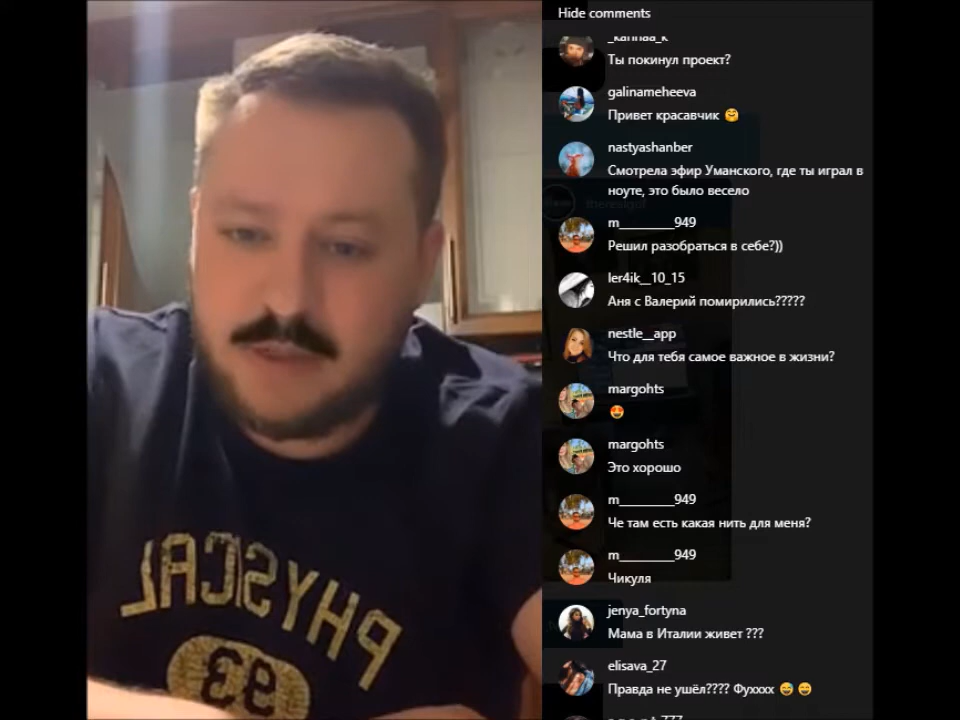 Hide comments
_karinaa_k
Ты покинул проект?
galinameheeva
Привет красавчик 🤗
nastyashanber
Смотрела эфир Уманского, где ты играл в
ноуте, это было весело
m________949
Решил разобраться в себе?))
ler4ik__10_15
Аня с Валерий помирились?????
nestle__app
Что для тебя самое важное в жизни?
margohts
😍
margohts
Это хорошо
m________949
Че там есть какая нить для меня?
m________949
Чикуля
jenya_fortyna
Мама в Италии живет ???
elisava_27
Правда не ушёл???? Фухххх 😅 😄
PHYSICAL
93